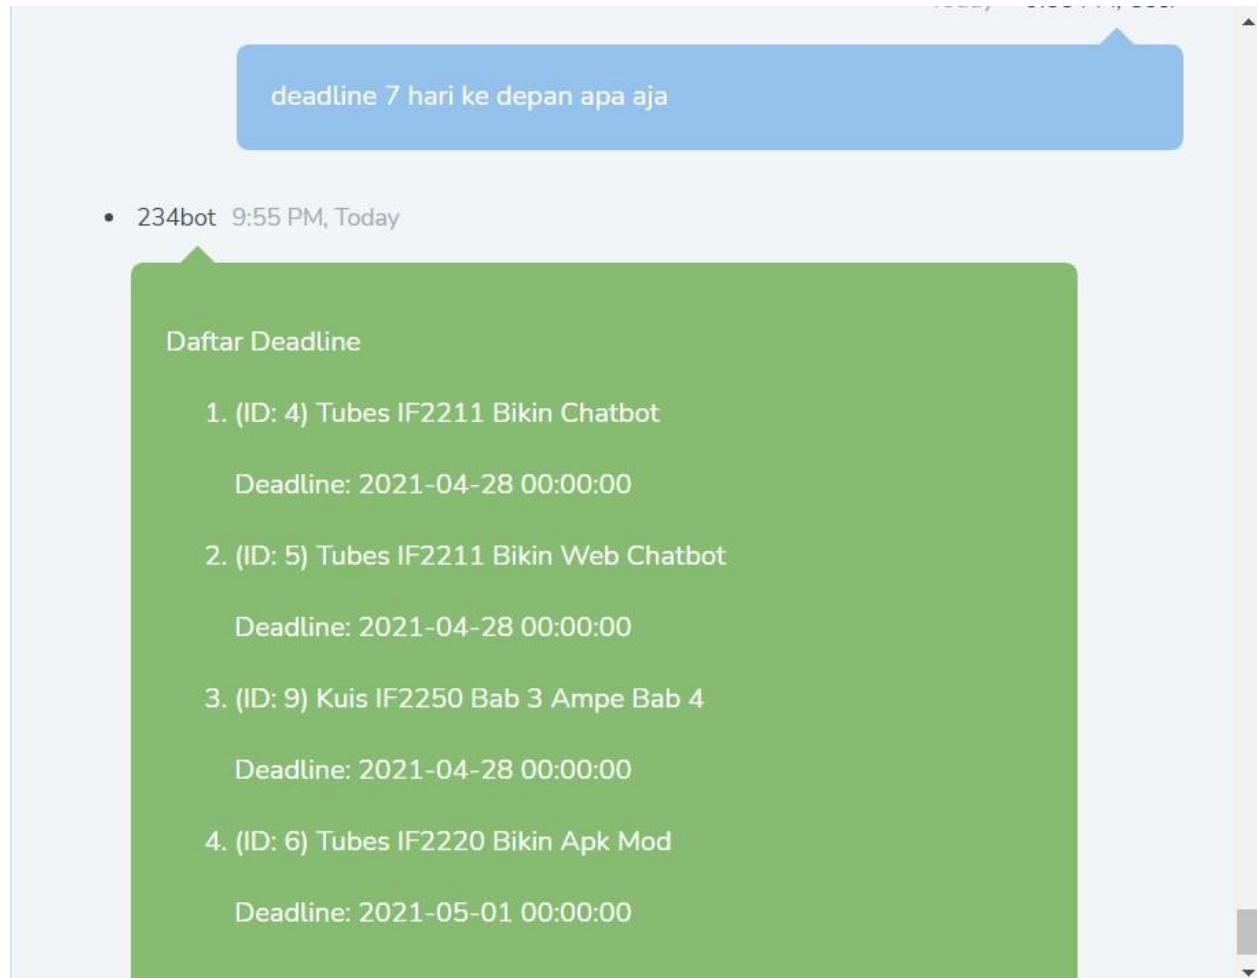 deadline 7 hari ke depan apa aja
234bot 9:55 PM, Today
Daftar Deadline
1. (ID: 4) Tubes IF2211 Bikin Chatbot
Deadline: 2021-04-28 00:00:00
2. (ID: 5) Tubes IF2211 Bikin Web Chatbot
Deadline: 2021-04-28 00:00:00
3. (ID: 9) Kuis IF2250 Bab 3 Ampe Bab 4
Deadline: 2021-04-28 00:00:00
4. (ID: 6) Tubes IF2220 Bikin Apk Mod
Deadline: 2021-05-01 00:00:00